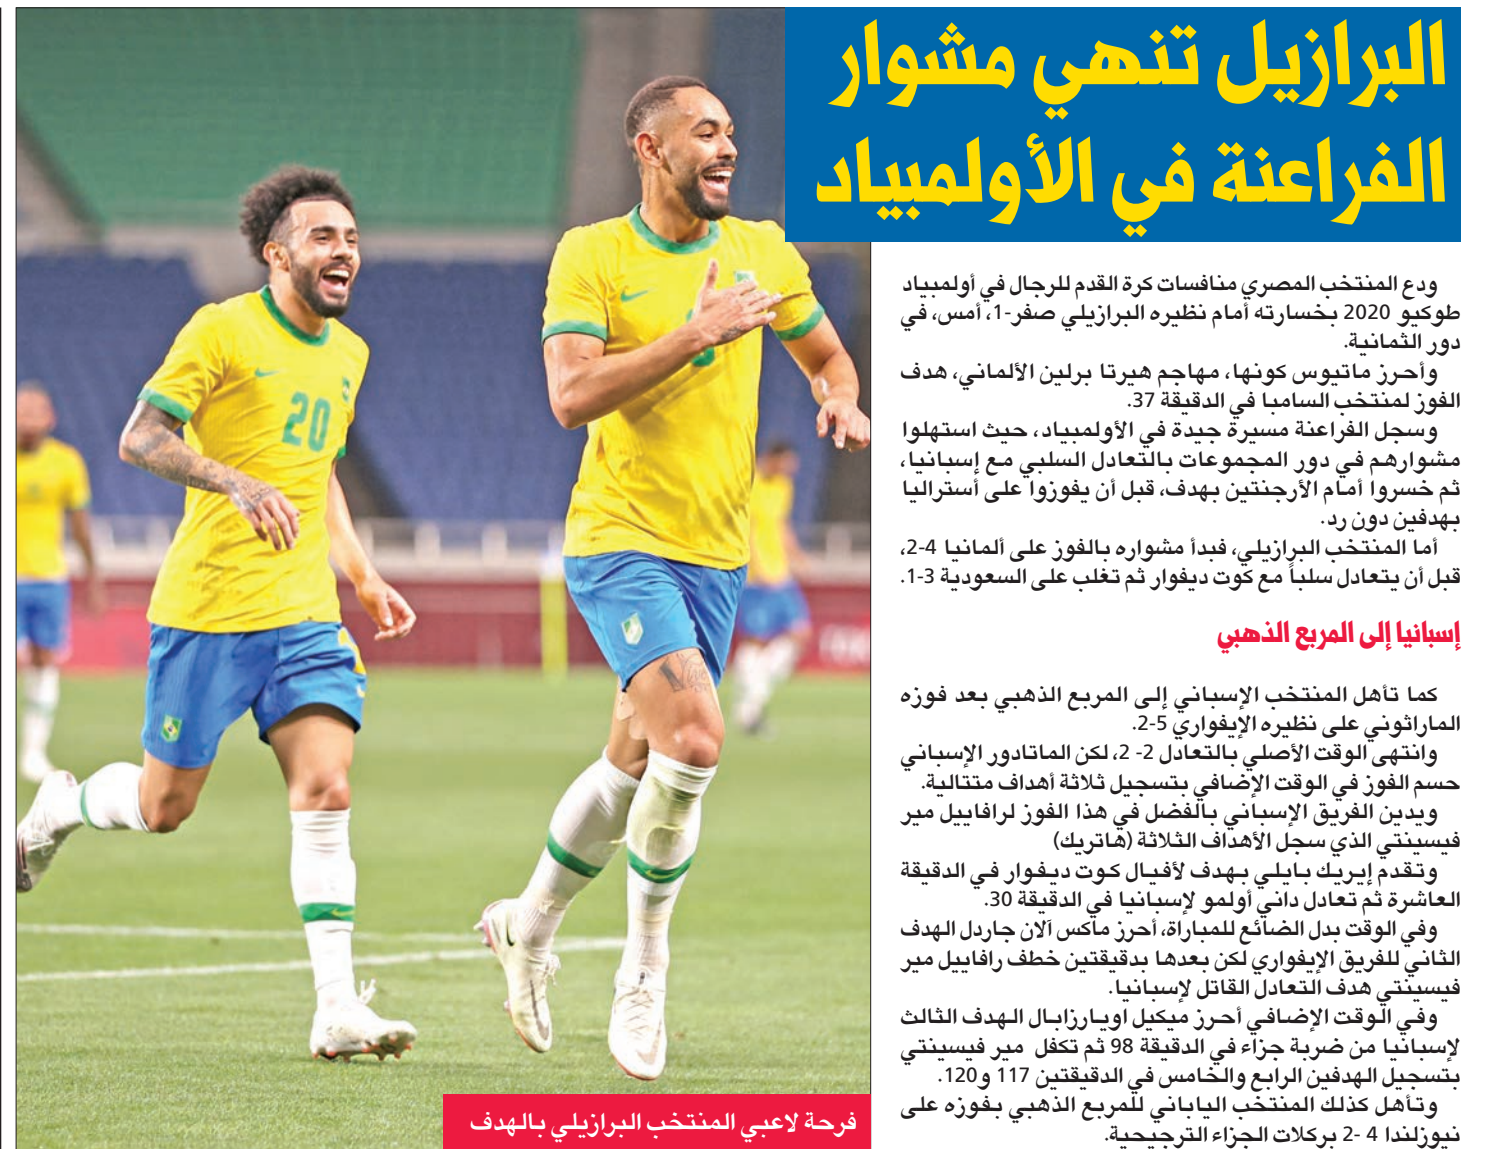 البرازيل تنهي مشوار
الفراعنة في الأولمبياد
ودع المنتخب المصري منافسات كرة القدم للرجال في أولمبياد
طوكيو 2020 بخسارته أمام نظيره البرازيلي صفر-1، أمس، في
دور الثمانية.
وأحرز ماتيوس كونها، مهاجم هيرتا برلين الألماني، هدف
الفوز لمنتخب السامبا في الدقيقة 37.
وسجل الفراعنة مسيرة جيدة في الأولمبياد، حيث استهلوا
مشوارهم في دور المجموعات بالتعادل السلبي مع إسبانيا،
ثم خسروا أمام الأرجنتين بهدف، قبل أن يفوزوا على أستراليا
بهدفين دون رد.
أما المنتخب البرازيلي، فبدأ مشواره بالفوز على ألمانيا 4-2،
قبل أن يتعادل سلباً مع كوت ديفوار ثم تغلب على السعودية 3-1.
إسبانيا إلى المربع الذهبي
كما تأهل المنتخب الإسباني إلى المربع الذهبي بعد فوزه
الماراثوني على نظيره الإيفواري 5-2.
وانتهى الوقت الأصلي بالتعادل 2- 2، لكن الماتادور الإسباني
حسم الفوز في الوقت الإضافي بتسجيل ثلاثة أهداف متتالية.
ويدين الفريق الإسباني بالفضل في هذا الفوز لرافاييل مير
فيسينتي الذي سجل الأهداف الثلاثة (هاتريك)
وتقدم إيريك بايلي بهدف لأفيال كوت ديفوار في الدقيقة
العاشرة ثم تعادل داني أولمو لإسبانيا في الدقيقة 30.
وفي الوقت بدل الضائع للمباراة، أحرز ماكس آلان جاردل الهدف
الثاني للفريق الإيفواري لكن بعدها بدقيقتين خطف رافاييل مير
فيسينتي هدف التعادل القاتل لإسبانيا.
وفي الوقت الإضافي أحرز ميكيل اويارزابال الهدف الثالث
لإسبانيا من ضربة جزاء في الدقيقة 98 ثم تكفل مير فيسينتي
بتسجيل الهدفين الرابع والخامس في الدقيقتين 117 و120.
وتأهل كذلك المنتخب الياباني للمربع الذهبي بفوزه على
نيوزلندا 4 -2 بركلات الجزاء الترجيحية.
فرحة لاعبي المنتخب البرازيلي بالهدف
20